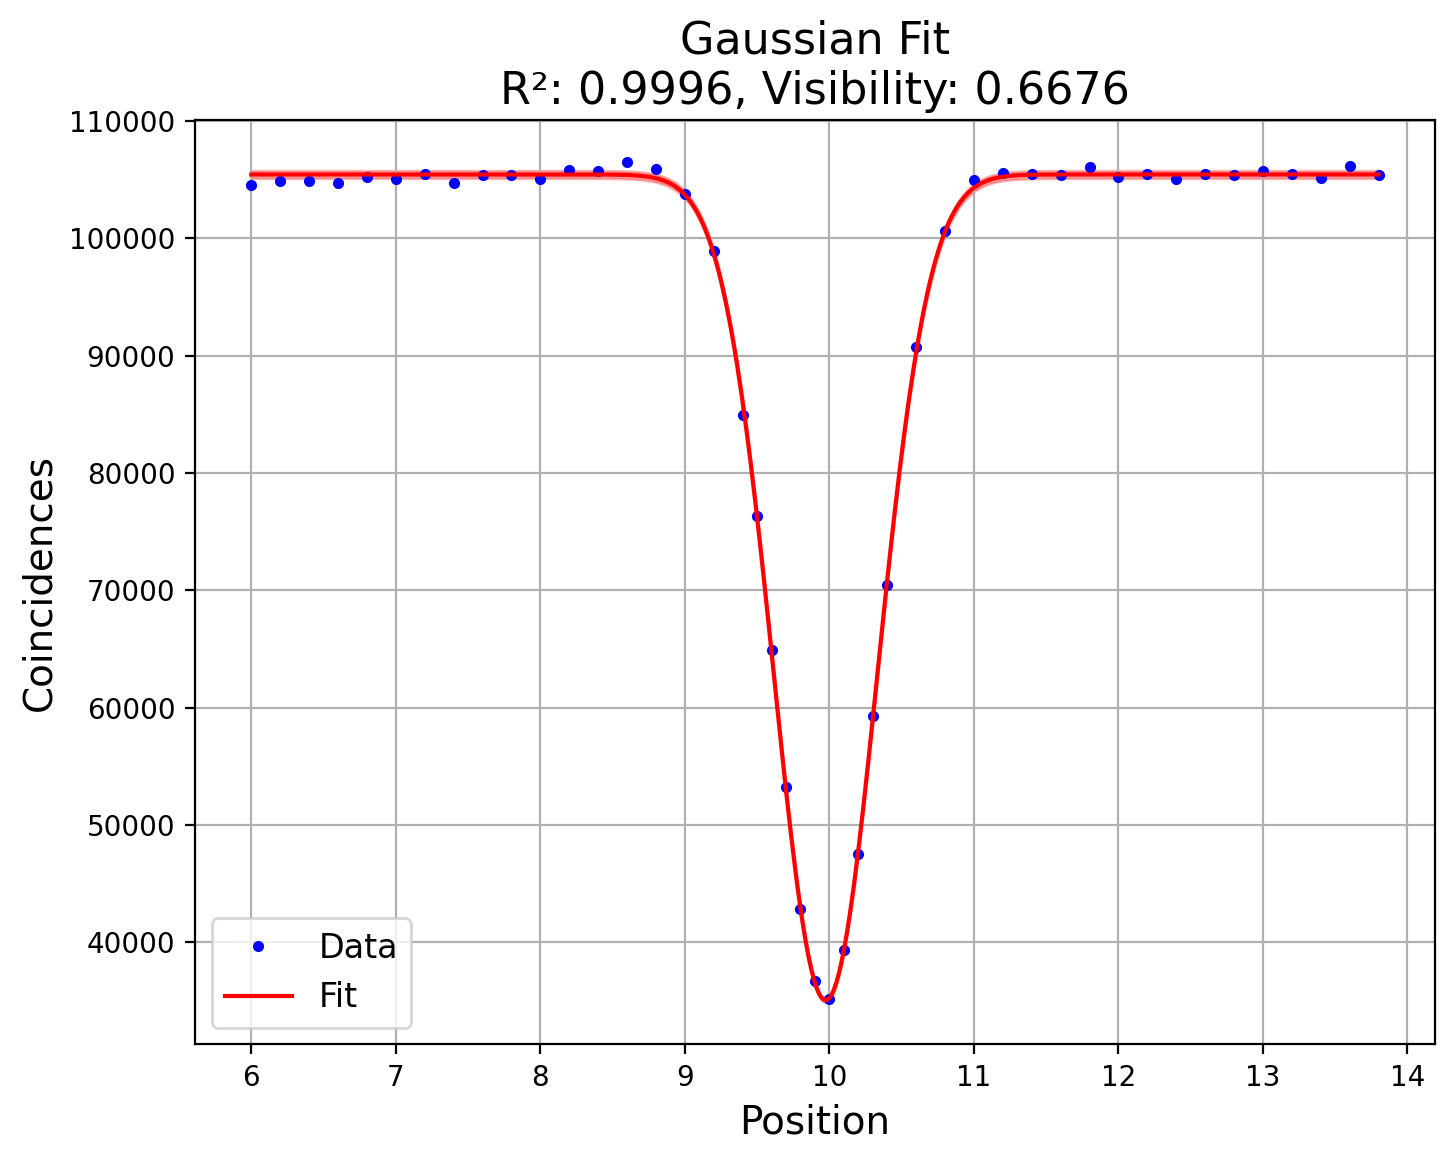 Gaussian Fit
R²: 0.9996, Visibility: 0.6676
110000
100000
90000
80000
70000
60000
50000
40000
Coincidences
Data
Fit
6 7 8 9 10 11 12 13 14
Position